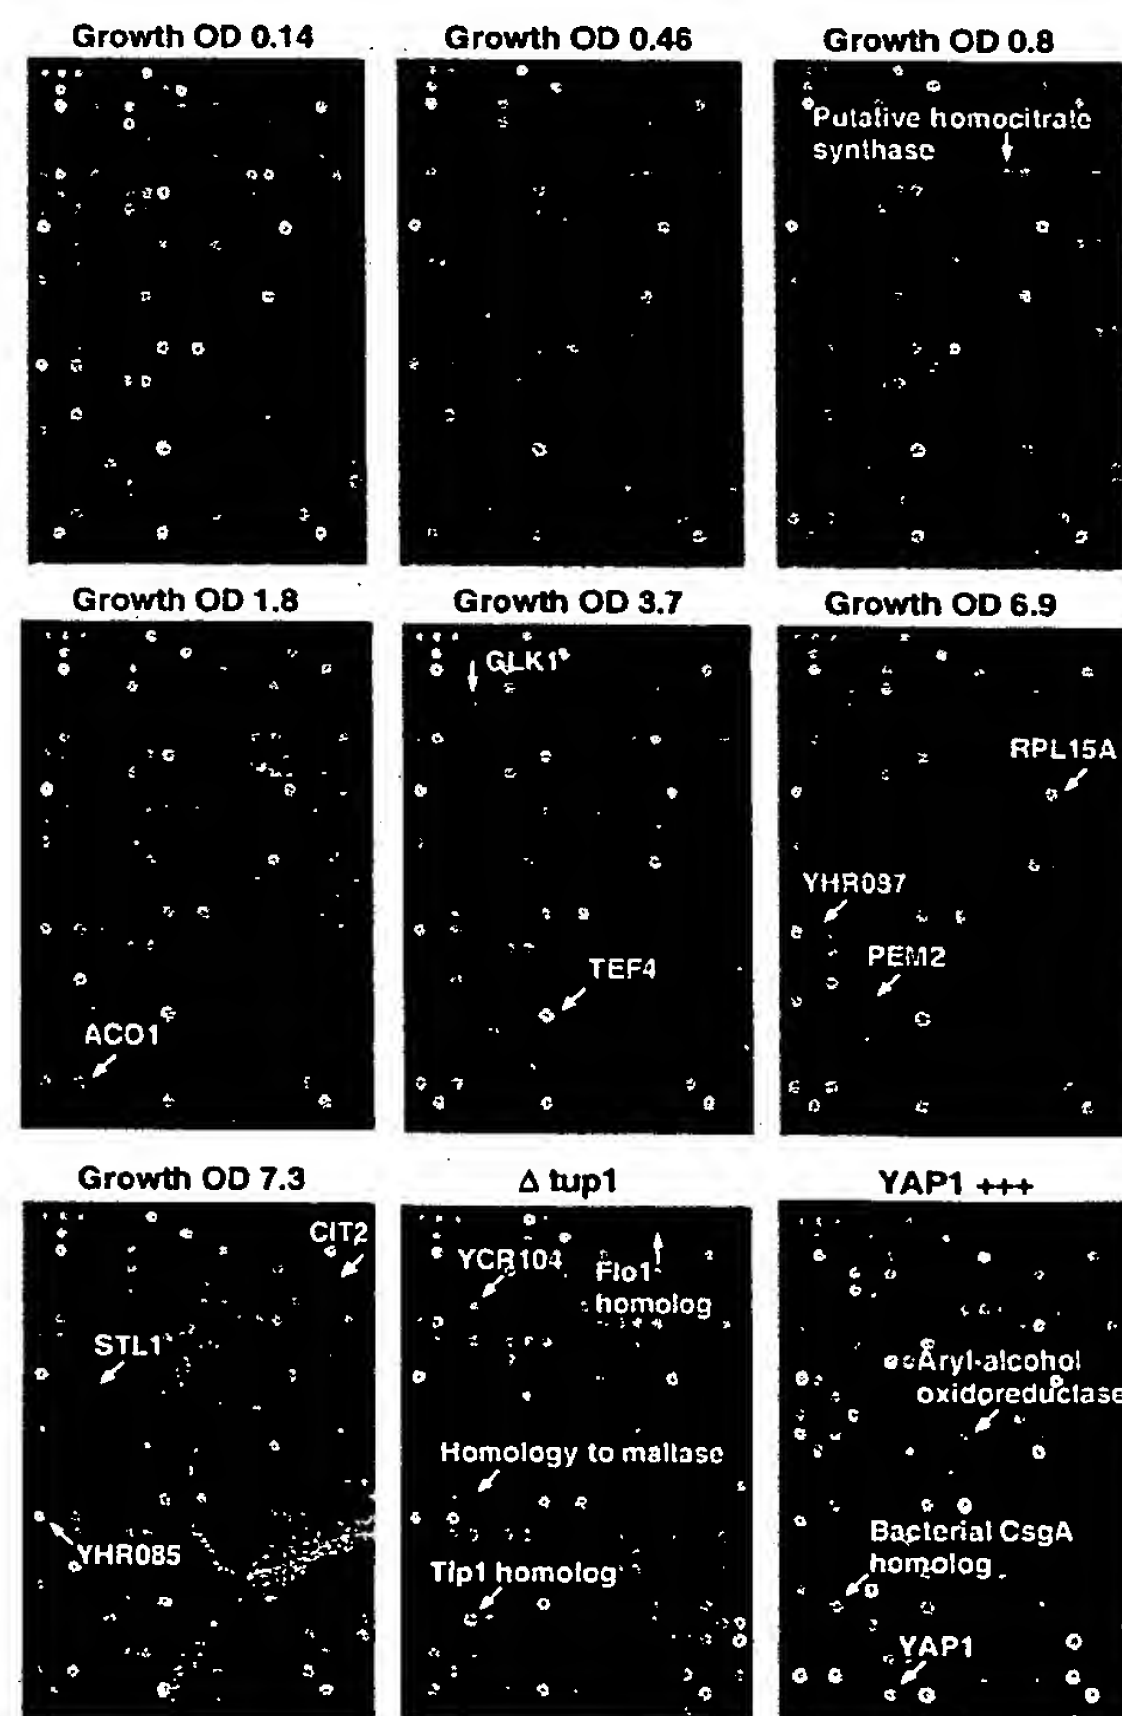 Growth OD 0.14
Growth OD 0.46
Growth OD 0.8
Putative homocitrate
synthase
Growth OD 1.8
Growth OD 3.7
Growth OD 6.9
GLK1
RPL15A
YHR087
PEM2
TEF4
ACO1
Growth OD 7.3
Δ tup1
YAP1 +++
CIT2
YCR104
Flo1
homolog
STL1
Aryl-alcohol
oxidoreductase
Homology to maltase
Bacterial CsgA
homolog
YHR085
Tip1 homolog
YAP1